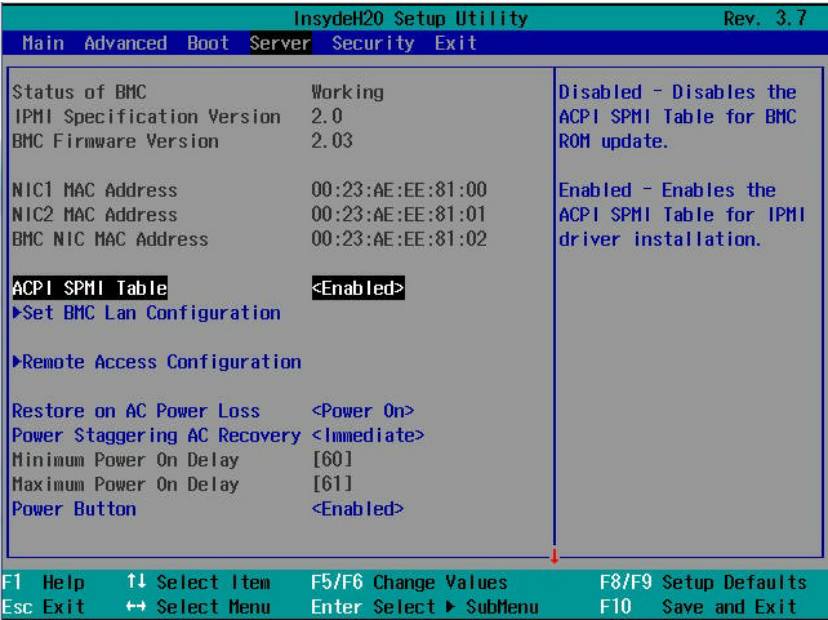 InsydeH20 Setup Utility Rev. 3.7
Main Advanced Boot Server Security Exit
Status of BMC Working
IPMI Specification Version 2.0
BMC Firmware Version 2.03
NIC1 MAC Address 00:23:AE:EE:81:00
NIC2 MAC Address 00:23:AE:EE:81:01
BMC NIC MAC Address 00:23:AE:EE:81:02
ACPI SPMI Table <Enabled>
▶Set BMC Lan Configuration
▶Remote Access Configuration
Restore on AC Power Loss <Power On>
Power Staggering AC Recovery <Immediate>
Minimum Power On Delay [60]
Maximum Power On Delay [61]
Power Button <Enabled>
Disabled - Disables the
ACPI SPMI Table for BMC
ROM update.
Enabled - Enables the
ACPI SPMI Table for IPMI
driver installation.
F1 Help ↑↓ Select Item F5/F6 Change Values F8/F9 Setup Defaults
Esc Exit ↔ Select Menu Enter Select ▶ SubMenu F10 Save and Exit